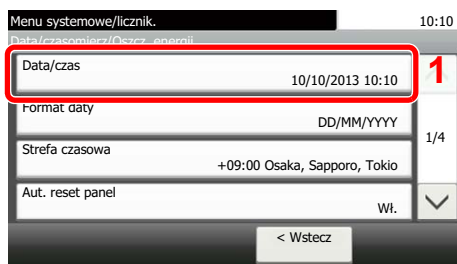 Menu systemowe/licznik.
10:10
Data/czasomierz/Oszcz. energii
Data/czas
10/10/2013 10:10
1
Format daty
DD/MM/YYYY
1/4
Strefa czasowa
+09:00 Osaka, Sapporo, Tokio
Aut. reset panel
Wł.
< Wstecz